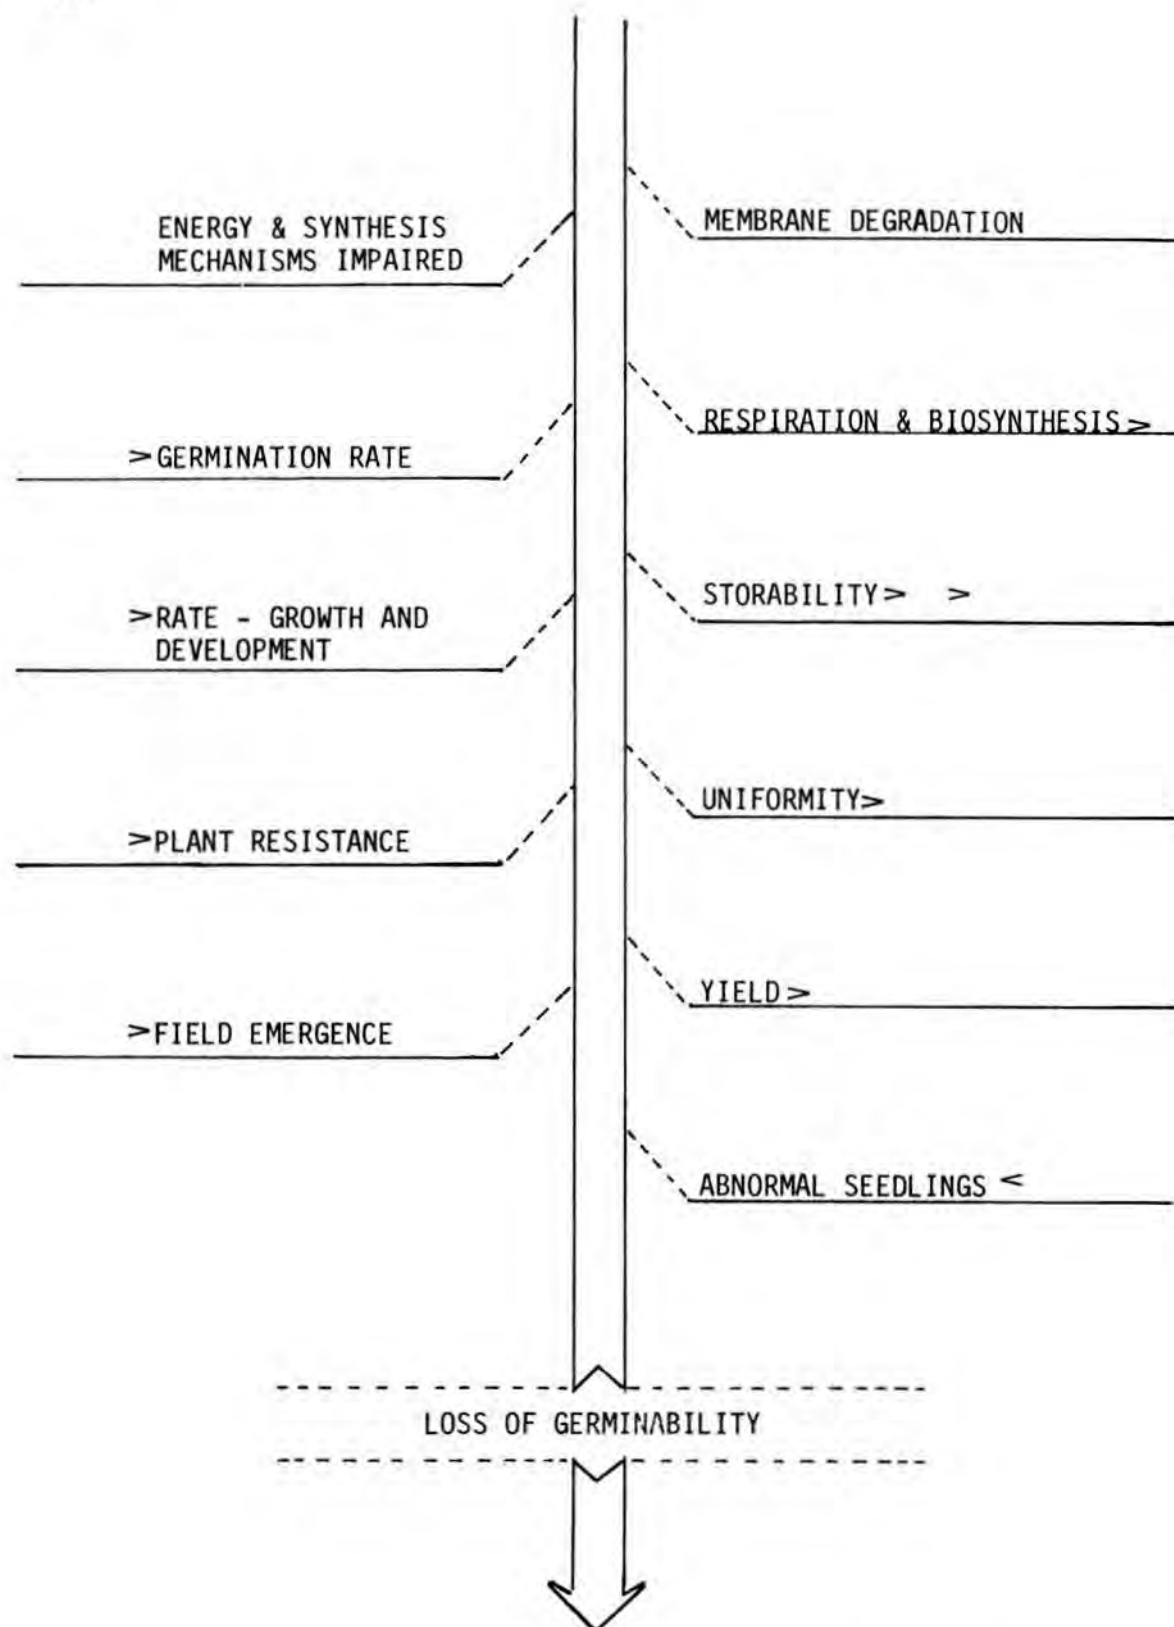 MEMBRANE DEGRADATION
ENERGY & SYNTHESIS
MECHANISMS IMPAIRED
RESPIRATION & BIOSYNTHESIS >
>GERMINATION RATE
STORABILITY> >
>RATE - GROWTH AND
DEVELOPMENT
UNIFORMITY>
>PLANT RESISTANCE
YIELD >
>FIELD EMERGENCE
ABNORMAL SEEDLINGS <
LOSS OF GERMINABILITY